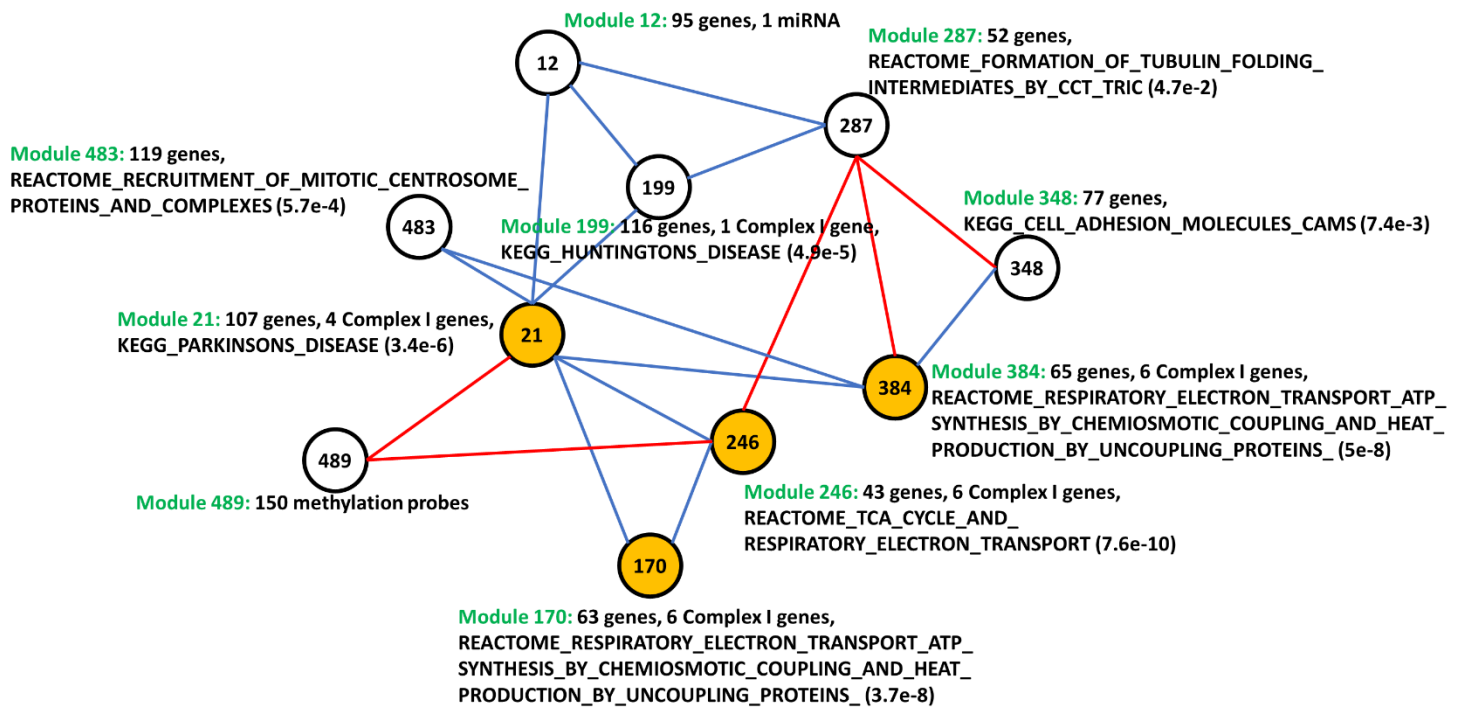 Module 12: 95 genes, 1 miRNA
12
Module 287: 52 genes,
REACTOME_FORMATION_OF_TUBULIN_FOLDING_
INTERMEDIATES_BY_CCT_TRIC (4.7e-2)
287
Module 483: 119 genes,
REACTOME_RECRUITMENT_OF_MITOTIC_CENTROSOME_
PROTEINS_AND_COMPLEXES (5.7e-4)
483
199
Module 199: 116 genes, 1 Complex I gene,
KEGG_HUNTINGTONS_DISEASE (4.9e-5)
Module 348: 77 genes,
KEGG_CELL_ADHESION_MOLECULES_CAMS (7.4e-3)
348
Module 21: 107 genes, 4 Complex I genes,
KEGG_PARKINSONS_DISEASE (3.4e-6)
21
384
Module 384: 65 genes, 6 Complex I genes,
REACTOME_RESPIRATORY_ELECTRON_TRANSPORT_ATP_
SYNTHESIS_BY_CHEMIOSMOTIC_COUPLING_AND_HEAT_
PRODUCTION_BY_UNCOUPLING_PROTEINS_ (5e-8)
489
Module 489: 150 methylation probes
246
Module 246: 43 genes, 6 Complex I genes,
REACTOME_TCA_CYCLE_AND_
RESPIRATORY_ELECTRON_TRANSPORT (7.6e-10)
170
Module 170: 63 genes, 6 Complex I genes,
REACTOME_RESPIRATORY_ELECTRON_TRANSPORT_ATP_
SYNTHESIS_BY_CHEMIOSMOTIC_COUPLING_AND_HEAT_
PRODUCTION_BY_UNCOUPLING_PROTEINS_ (3.7e-8)